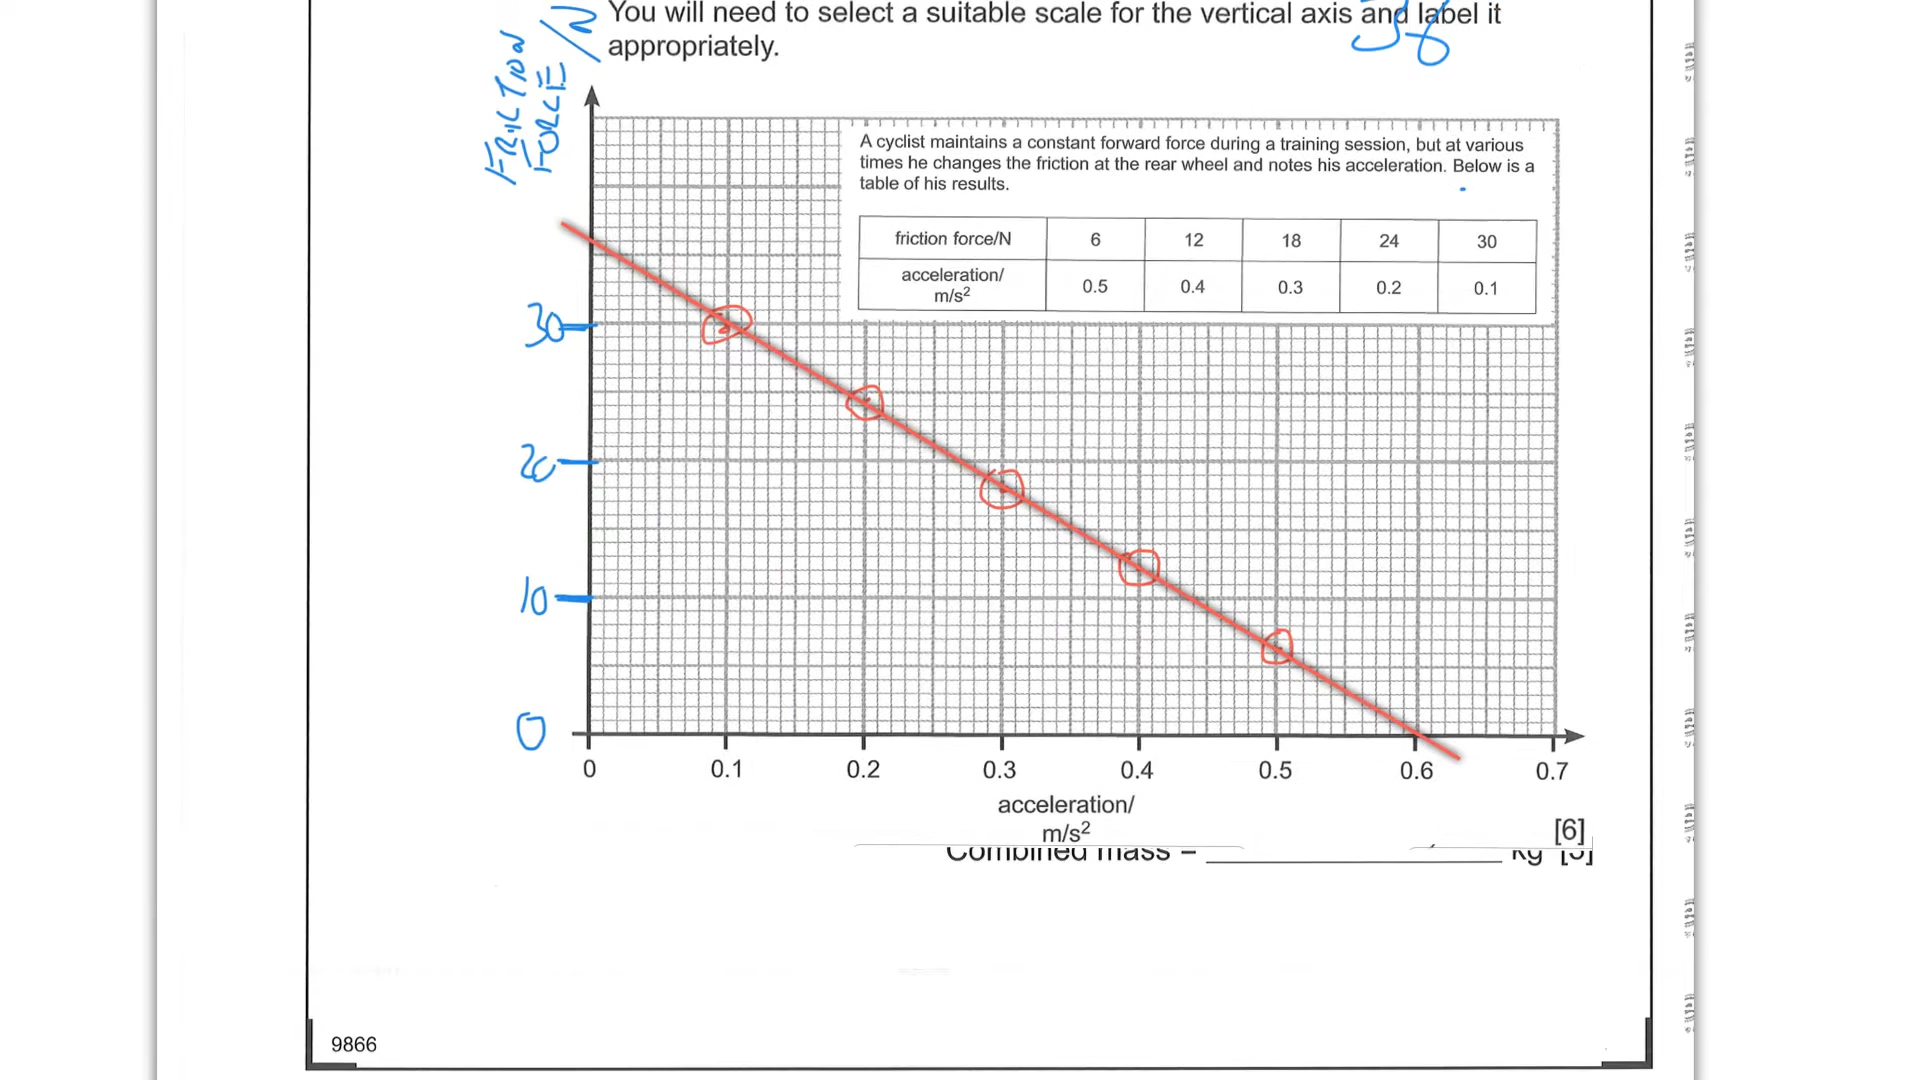 You will need to select a suitable scale for the vertical axis and label it
appropriately.
36
FRICTION
FORCE /N
A cyclist maintains a constant forward force during a training session, but at various
times he changes the friction at the rear wheel and notes his acceleration. Below is a
table of his results.
friction force/N 6 12 18 24 30
acceleration/
m/s² 0.5 0.4 0.3 0.2 0.1
30
20
10
0
0 0.1 0.2 0.3 0.4 0.5 0.6 0.7
acceleration/
m/s²
[6]
Combined mass = kg
9866